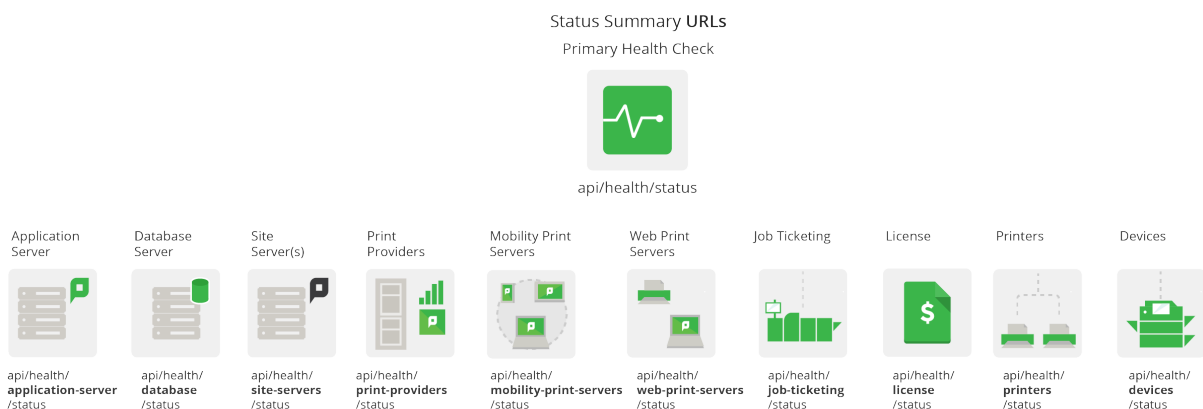 Status Summary URLs
Primary Health Check
api/health/status
Application
Server
Database
Server
Site
Server(s)
Print
Providers
Mobility Print
Servers
Web Print
Servers
Job Ticketing
License
Printers
Devices
$
api/health/
application-server
/status
api/health/
database
/status
api/health/
site-servers
/status
api/health/
print-providers
/status
api/health/
mobility-print-servers
/status
api/health/
web-print-servers
/status
api/health/
job-ticketing
/status
api/health/
license
/status
api/health/
printers
/status
api/health/
devices
/status